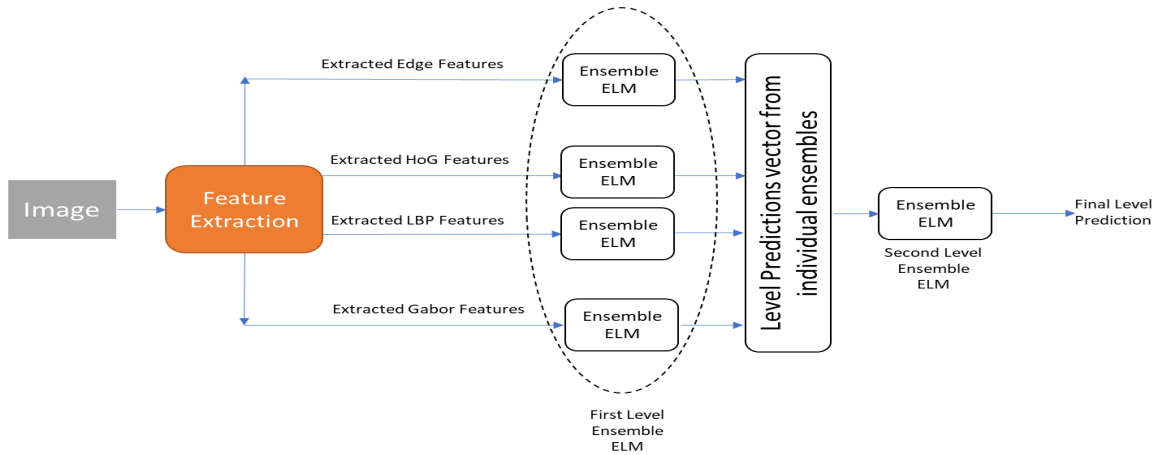 Image
Feature
Extraction
Extracted Edge Features
Extracted HoG Features
Extracted LBP Features
Extracted Gabor Features
Ensemble
ELM
Ensemble
ELM
Ensemble
ELM
Ensemble
ELM
First Level
Ensemble
ELM
Level Predictions vector from
individual ensembles
Ensemble
ELM
Second Level
Ensemble
ELM
Final Level
Prediction